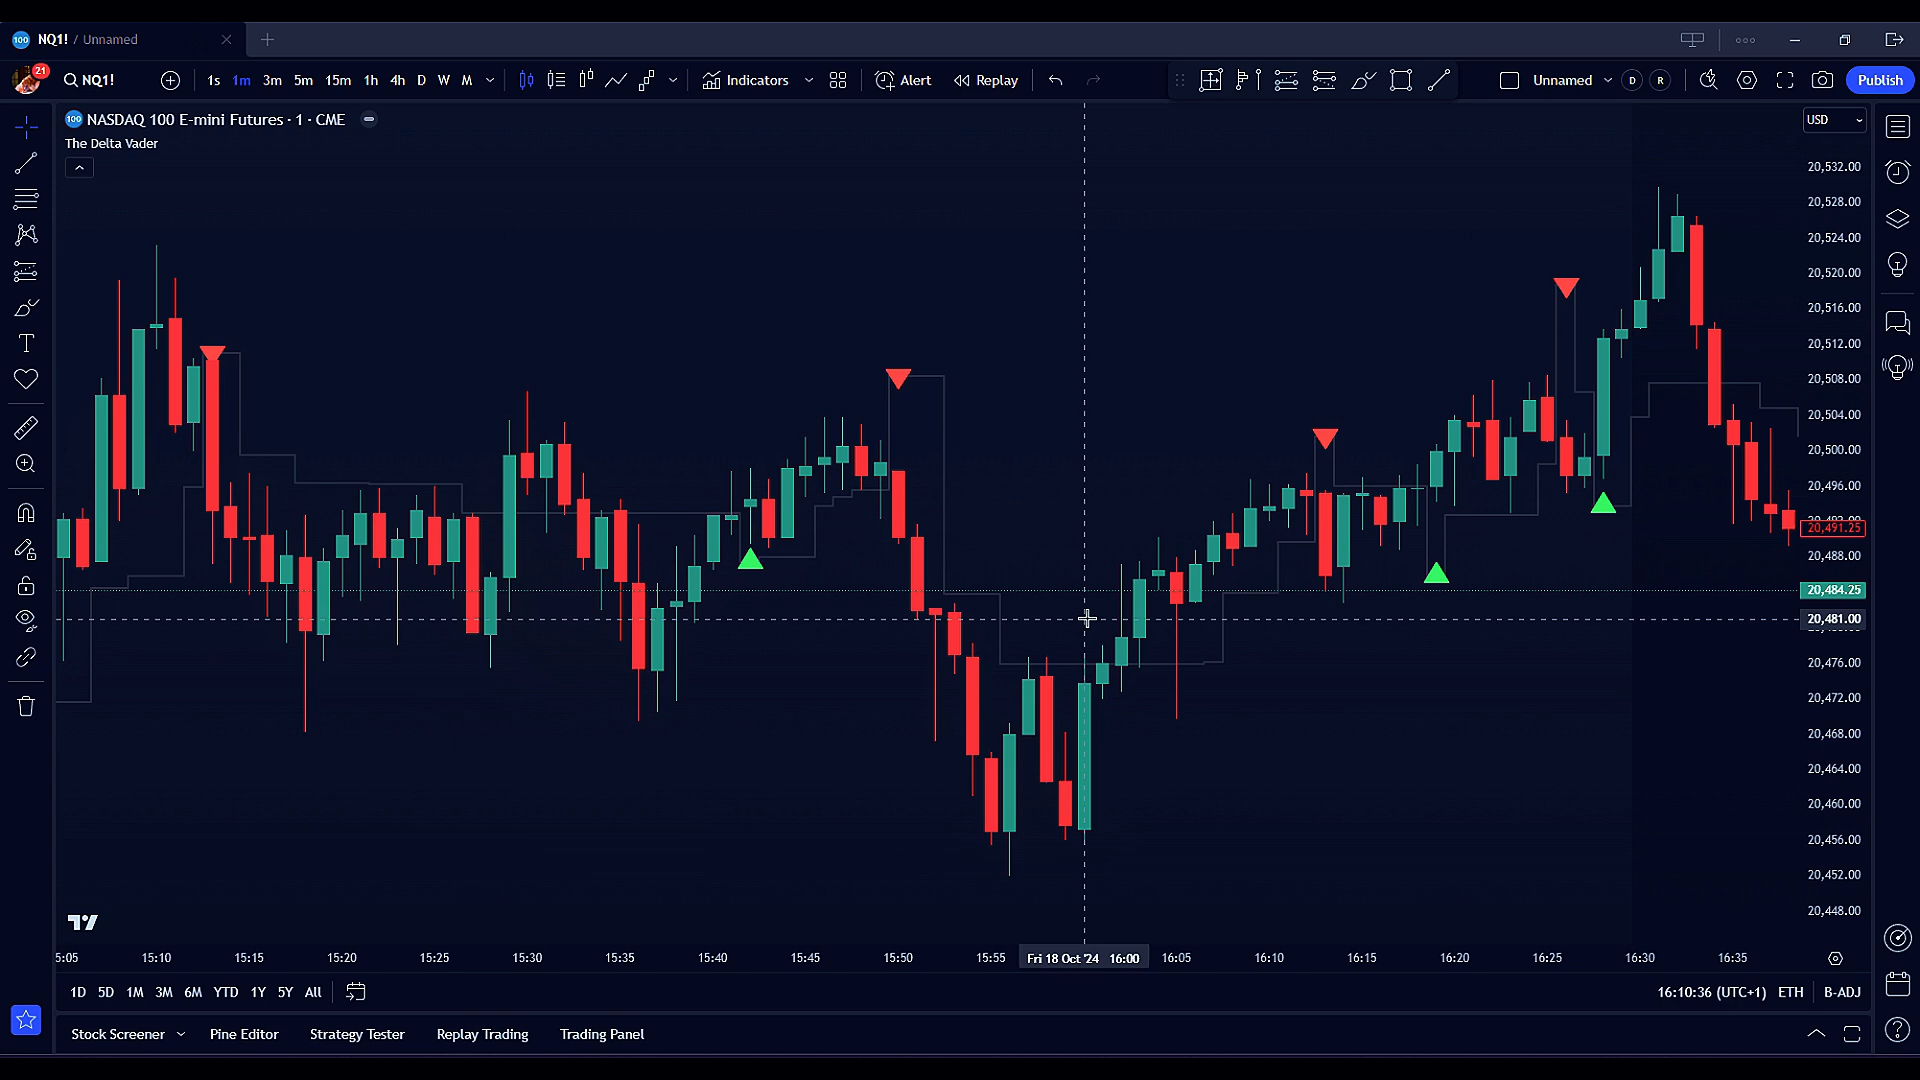 100 NQ1! / Unnamed
21 NQ1! 1s 1m 3m 5m 15m 1h 4h D W M Indicators Alert Replay Unnamed D R Publish
100 NASDAQ 100 E-mini Futures · 1 · CME
USD
The Delta Vader
20,532.00
20,528.00
20,524.00
20,520.00
20,516.00
20,512.00
20,508.00
20,504.00
20,500.00
20,496.00
20,491.25
20,488.00
20,484.25
20,481.00
20,476.00
20,472.00
20,468.00
20,464.00
20,460.00
20,456.00
20,452.00
20,448.00
5:05 15:10 15:15 15:20 15:25 15:30 15:35 15:40 15:45 15:50 15:55 Fri 18 Oct '24 16:00 16:05 16:10 16:15 16:20 16:25 16:30 16:35
1D 5D 1M 3M 6M YTD 1Y 5Y All 16:10:36 (UTC+1) ETH B-ADJ
Stock Screener Pine Editor Strategy Tester Replay Trading Trading Panel